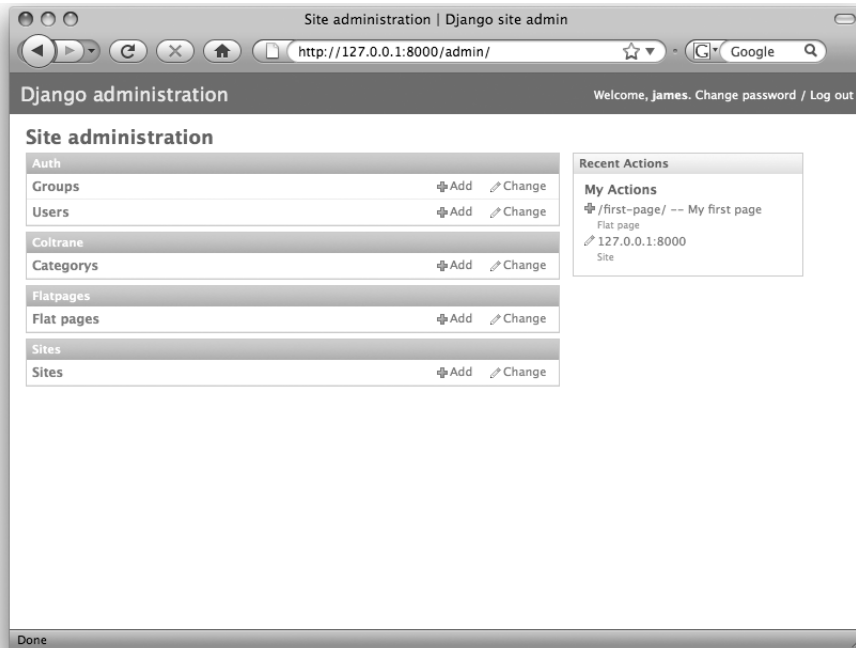 Site administration | Django site admin
http://127.0.0.1:8000/admin/
G Google
Django administration
Welcome, james. Change password / Log out
Site administration
Auth
Groups Add Change
Users Add Change
Coltrane
Categorys Add Change
Flatpages
Flat pages Add Change
Sites
Sites Add Change
Recent Actions
My Actions
/first-page/ -- My first page
Flat page
127.0.0.1:8000
Site
Done